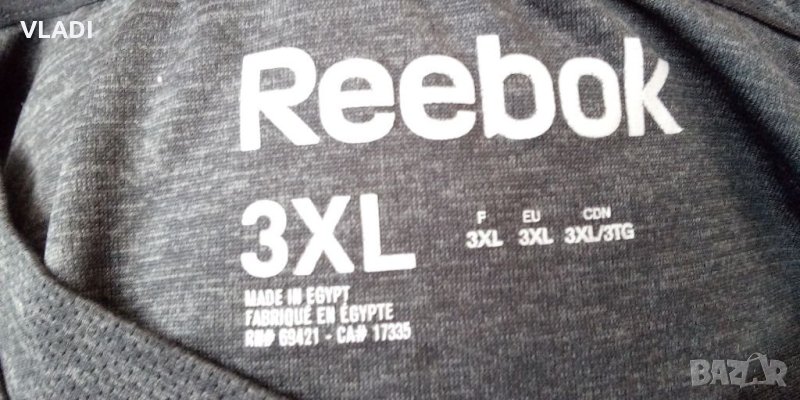 VLADI
Reebok
3XL
F EU CDN
3XL 3XL 3XL/3TG
MADE IN EGYPT
FABRIQUÉ EN ÉGYPTE
RN# 69421 - CA# 17335
BAZAR